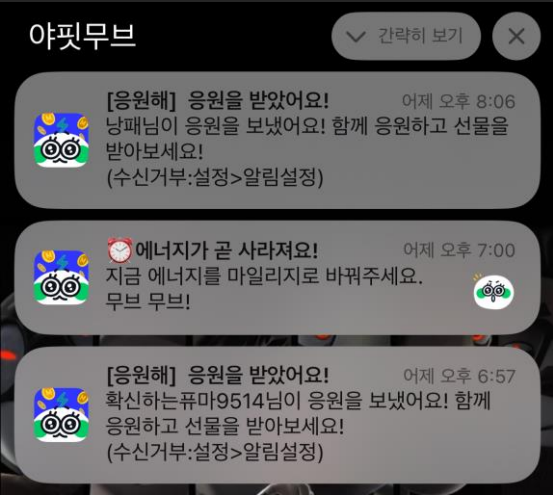 야핏무브
간략히 보기
[응원해] 응원을 받았어요!
어제 오후 8:06
낭패님이 응원을 보냈어요! 함께 응원하고 선물을
받아보세요!
(수신거부:설정>알림설정)
⏰에너지가 곧 사라져요!
어제 오후 7:00
지금 에너지를 마일리지로 바꿔주세요.
무브 무브!
[응원해] 응원을 받았어요!
어제 오후 6:57
확신하는퓨마9514님이 응원을 보냈어요! 함께
응원하고 선물을 받아보세요!
(수신거부:설정>알림설정)